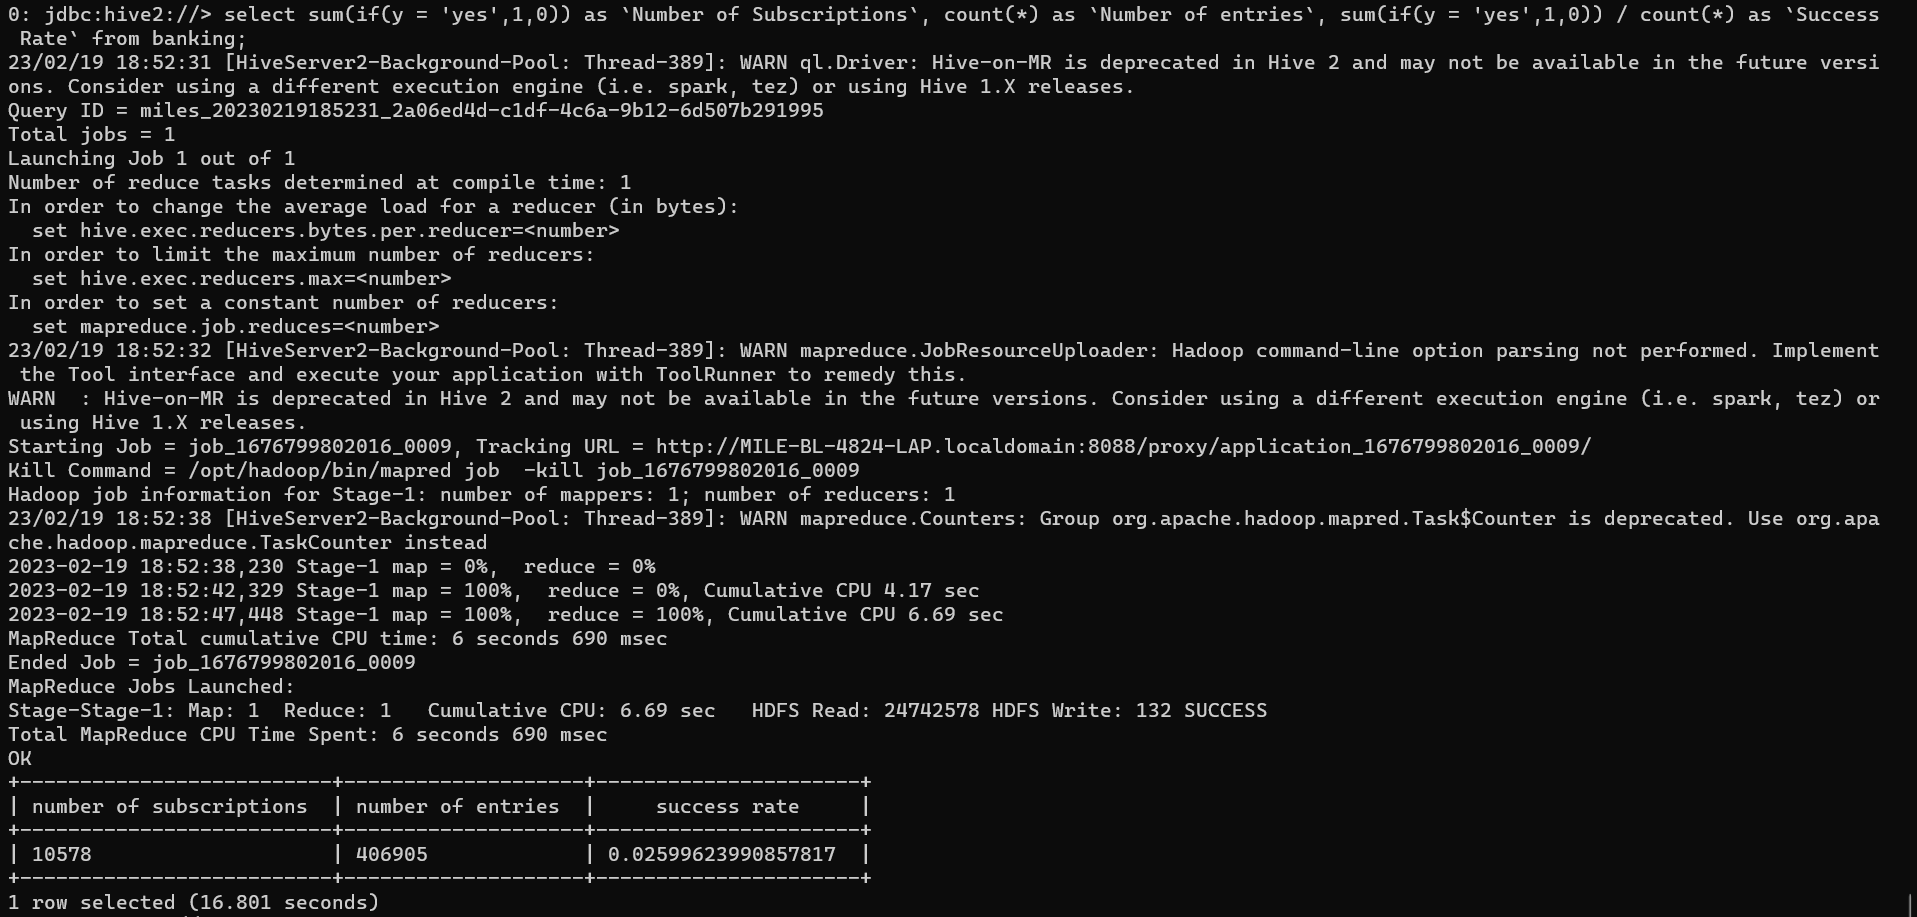 0: jdbc:hive2://> select sum(if(y = 'yes',1,0)) as `Number of Subscriptions`, count(*) as `Number of entries`, sum(if(y = 'yes',1,0)) / count(*) as `Success
 Rate` from banking;
23/02/19 18:52:31 [HiveServer2-Background-Pool: Thread-389]: WARN ql.Driver: Hive-on-MR is deprecated in Hive 2 and may not be available in the future versi
ons. Consider using a different execution engine (i.e. spark, tez) or using Hive 1.X releases.
Query ID = miles_20230219185231_2a06ed4d-c1df-4c6a-9b12-6d507b291995
Total jobs = 1
Launching Job 1 out of 1
Number of reduce tasks determined at compile time: 1
In order to change the average load for a reducer (in bytes):
  set hive.exec.reducers.bytes.per.reducer=<number>
In order to limit the maximum number of reducers:
  set hive.exec.reducers.max=<number>
In order to set a constant number of reducers:
  set mapreduce.job.reduces=<number>
23/02/19 18:52:32 [HiveServer2-Background-Pool: Thread-389]: WARN mapreduce.JobResourceUploader: Hadoop command-line option parsing not performed. Implement
 the Tool interface and execute your application with ToolRunner to remedy this.
WARN  : Hive-on-MR is deprecated in Hive 2 and may not be available in the future versions. Consider using a different execution engine (i.e. spark, tez) or
 using Hive 1.X releases.
Starting Job = job_1676799802016_0009, Tracking URL = http://MILE-BL-4824-LAP.localdomain:8088/proxy/application_1676799802016_0009/
Kill Command = /opt/hadoop/bin/mapred job  -kill job_1676799802016_0009
Hadoop job information for Stage-1: number of mappers: 1; number of reducers: 1
23/02/19 18:52:38 [HiveServer2-Background-Pool: Thread-389]: WARN mapreduce.Counters: Group org.apache.hadoop.mapred.Task$Counter is deprecated. Use org.apa
che.hadoop.mapreduce.TaskCounter instead
2023-02-19 18:52:38,230 Stage-1 map = 0%,  reduce = 0%
2023-02-19 18:52:42,329 Stage-1 map = 100%,  reduce = 0%, Cumulative CPU 4.17 sec
2023-02-19 18:52:47,448 Stage-1 map = 100%,  reduce = 100%, Cumulative CPU 6.69 sec
MapReduce Total cumulative CPU time: 6 seconds 690 msec
Ended Job = job_1676799802016_0009
MapReduce Jobs Launched:
Stage-Stage-1: Map: 1  Reduce: 1   Cumulative CPU: 6.69 sec   HDFS Read: 24742578 HDFS Write: 132 SUCCESS
Total MapReduce CPU Time Spent: 6 seconds 690 msec
OK
+--------------------------+--------------------+----------------------+
| number of subscriptions  | number of entries  |     success rate     |
+--------------------------+--------------------+----------------------+
| 10578                    | 406905             | 0.02599623990857817  |
+--------------------------+--------------------+----------------------+
1 row selected (16.801 seconds)